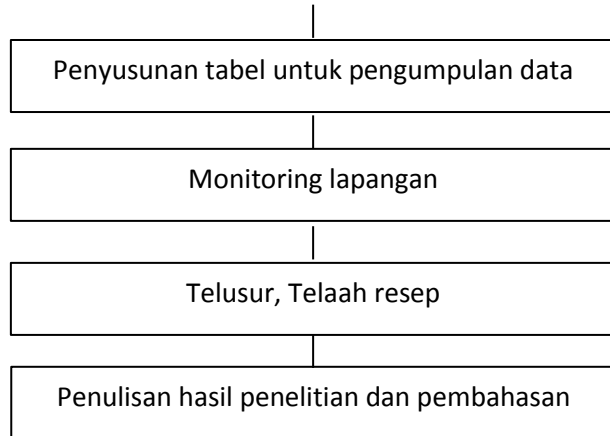 Penyusunan tabel untuk pengumpulan data
Monitoring lapangan
Telusur, Telaah resep
Penulisan hasil penelitian dan pembahasan